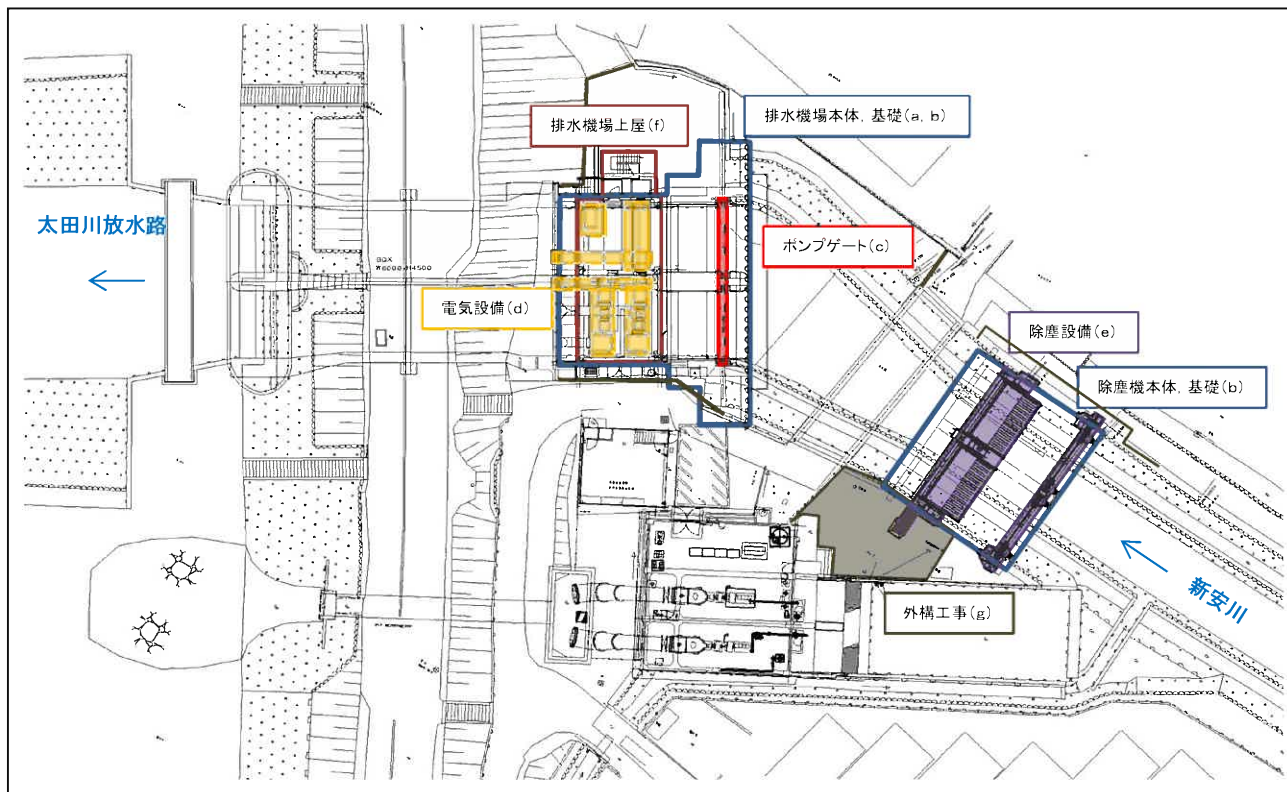 排水機場上屋(f)
排水機場本体, 基礎(a, b)
太田川放水路
ポンプゲート(c)
BOX
電気設備(d)
除塵設備(e)
除塵機本体, 基礎(b)
新安川
外構工事(g)